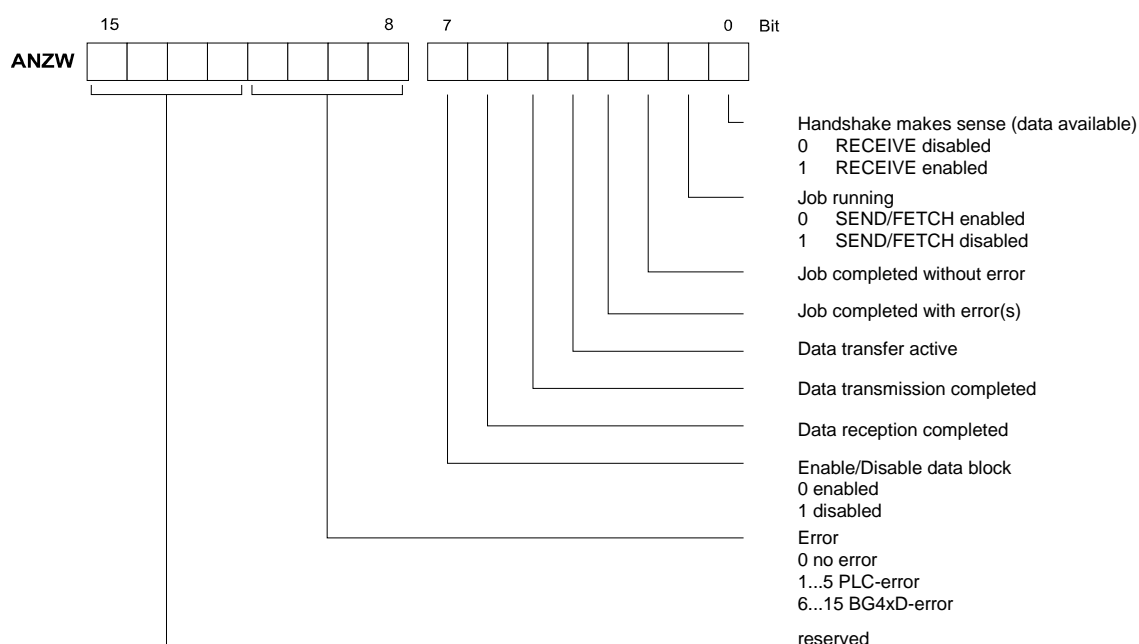 15 8 7 0 Bit
ANZW
Handshake makes sense (data available)
0 RECEIVE disabled
1 RECEIVE enabled
Job running
0 SEND/FETCH enabled
1 SEND/FETCH disabled
Job completed without error
Job completed with error(s)
Data transfer active
Data transmission completed
Data reception completed
Enable/Disable data block
0 enabled
1 disabled
Error
0 no error
1...5 PLC-error
6...15 BG4xD-error
reserved